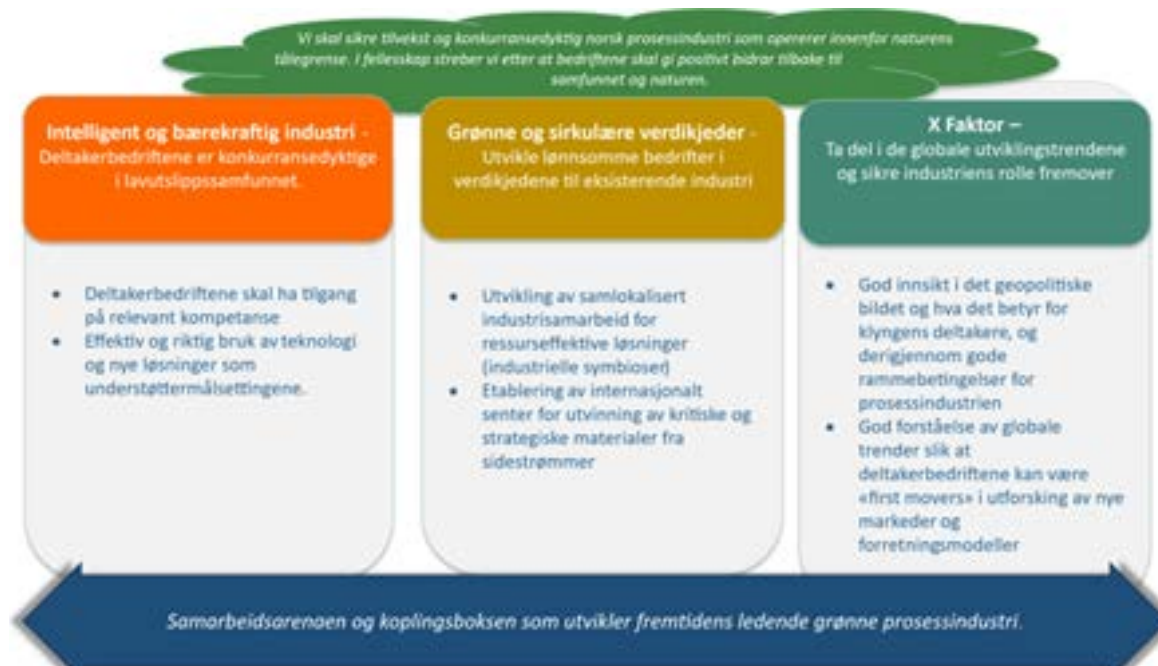 Vi skal sikre tilvekst og konkurransedyktig norsk prosessindustri som opererer innenfor naturens
tålegrense. I fellesskap streber vi etter at bedriftene skal gi positivt bidrag tilbake til
samfunnet og naturen.
Intelligent og bærekraftig industri -
Deltakerbedriftene er konkurransedyktige
i lavutslippssamfunnet.
Deltakerbedriftene skal ha tilgang
på relevant kompetanse
Effektiv og riktig bruk av teknologi
og nye løsninger som
understøttermålsettingene.
Grønne og sirkulære verdikjeder -
Utvikle lønnsomme bedrifter i
verdikjedene til eksisterende industri
Utvikling av samlokalisert
industrisamarbeid for
ressurseffektive løsninger
(industrielle symbioser)
Etablering av internasjonalt
senter for utvinning av kritiske og
strategiske materialer fra
sidestrømmer
X Faktor –
Ta del i de globale utviklingstrendene
og sikre industriens rolle fremover
God innsikt i det geopolitiske
bildet og hva det betyr for
klyngens deltakere, og
derigjennom gode
rammebetingelser for
prosessindustrien
God forståelse av globale
trender slik at
deltakerbedriftene kan være
«first movers» i utforsking av nye
markeder og
forretningsmodeller
Samarbeidsarenaen og koplingsboksen som utvikler fremtidens ledende grønne prosessindustri.